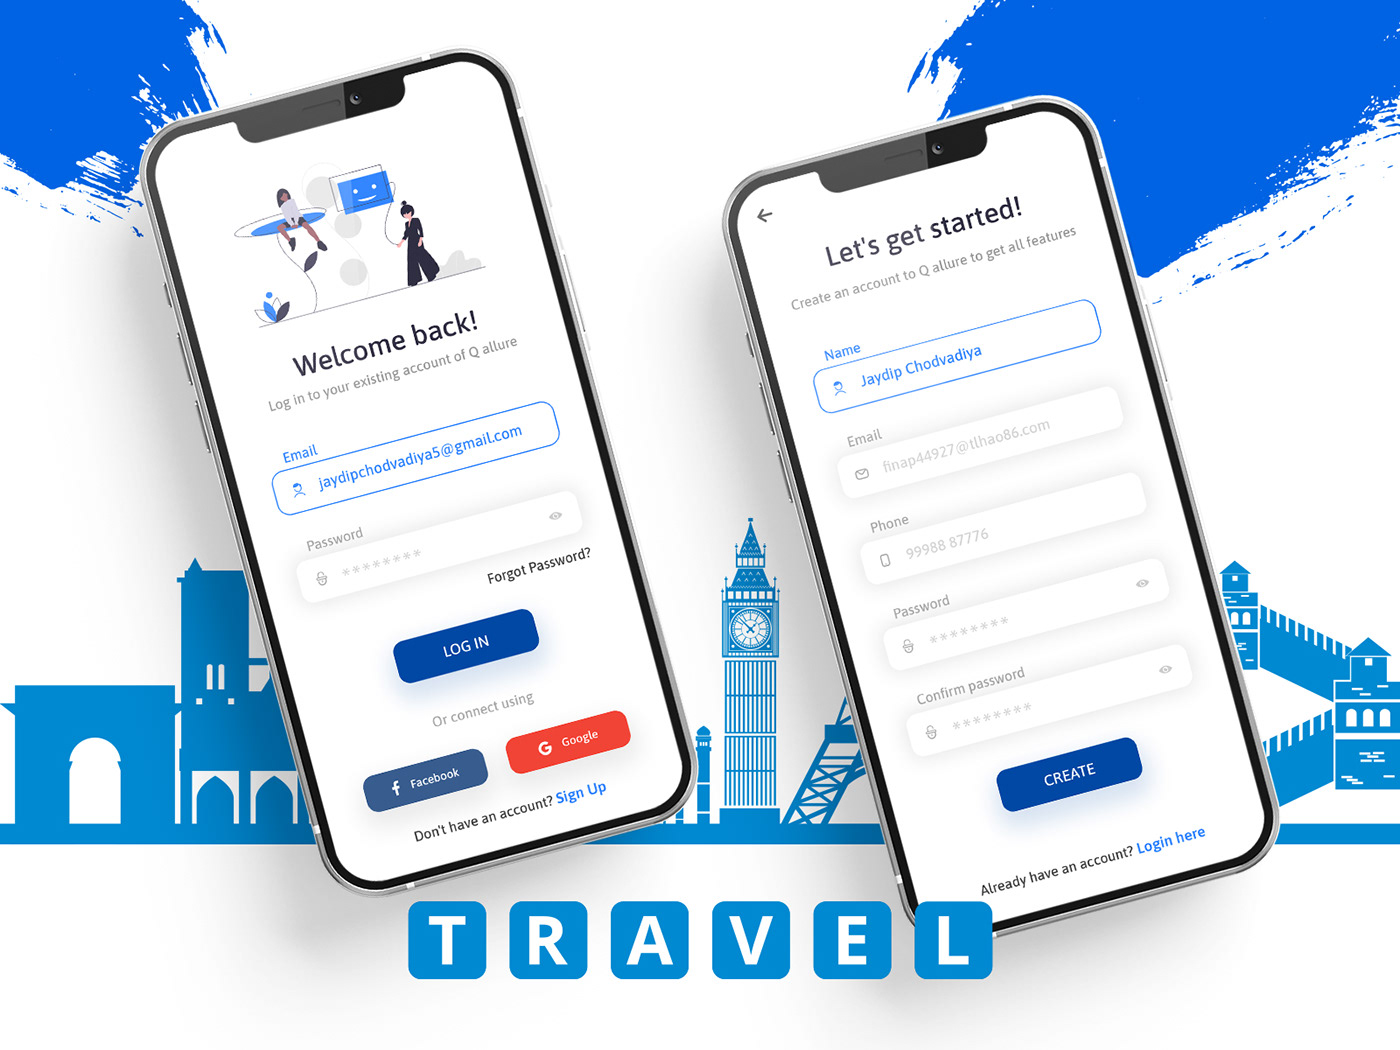 Welcome back!
Log in to your existing account of Q allure
Email
jaydipchodvadiya5@gmail.com
Password
********
Forgot Password?
LOG IN
Or connect using
f Facebook
G Google
Don't have an account? Sign Up
Let's get started!
Create an account to Q allure to get all features
Name
Jaydip Chodvadiya
Email
finap44927@tlhao86.com
Phone
99988 87776
Password
********
Confirm password
********
CREATE
Already have an account? Login here
TRAVEL